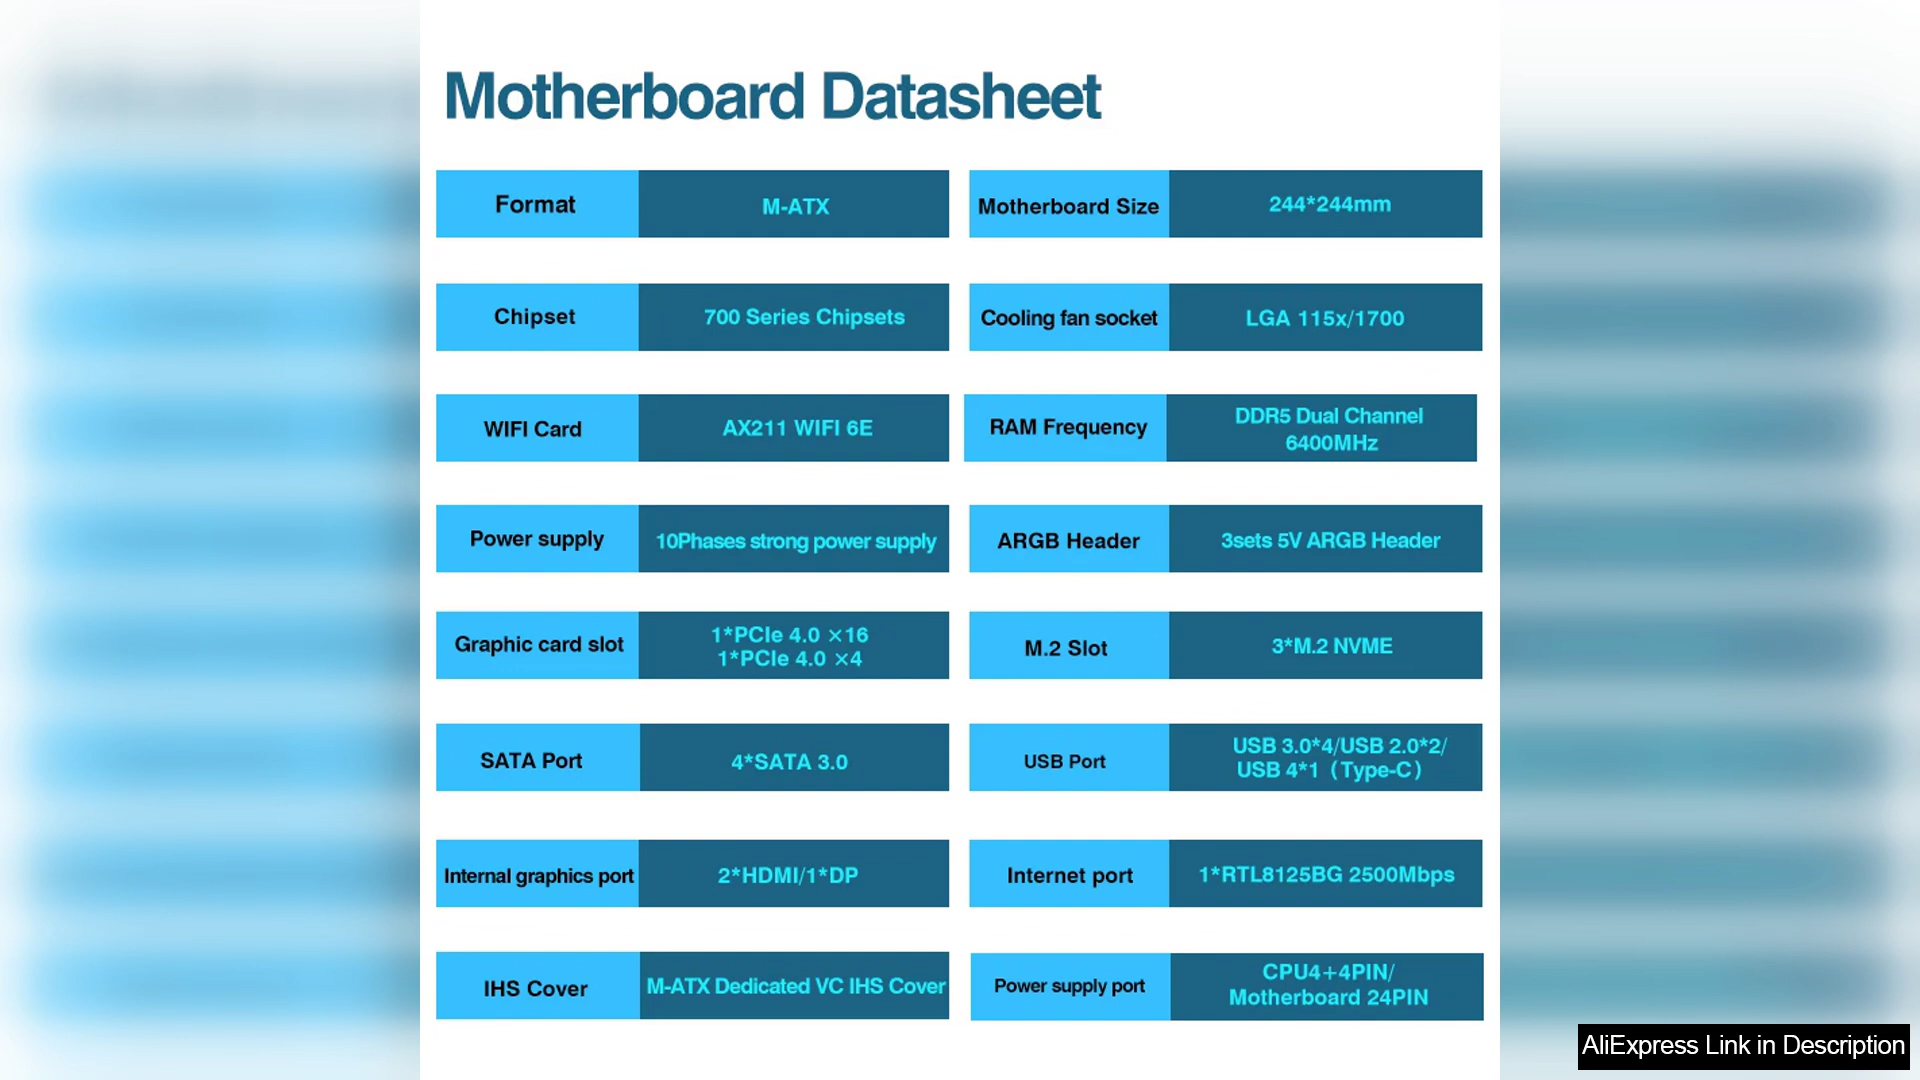 Motherboard Datasheet
Format
M-ATX
Motherboard Size
244*244mm
Chipset
700 Series Chipsets
Cooling fan socket
LGA 115x/1700
WIFI Card
AX211 WIFI 6E
RAM Frequency
DDR5 Dual Channel
6400MHz
Power supply
10Phases strong power supply
ARGB Header
3sets 5V ARGB Header
Graphic card slot
1*PCIe 4.0 ×16
1*PCIe 4.0 ×4
M.2 Slot
3*M.2 NVME
SATA Port
4*SATA 3.0
USB Port
USB 3.0*4/USB 2.0*2/
USB 4*1（Type-C）
Internal graphics port
2*HDMI/1*DP
Internet port
1*RTL8125BG 2500Mbps
IHS Cover
M-ATX Dedicated VC IHS Cover
Power supply port
CPU4+4PIN/
Motherboard 24PIN
AliExpress Link in Description